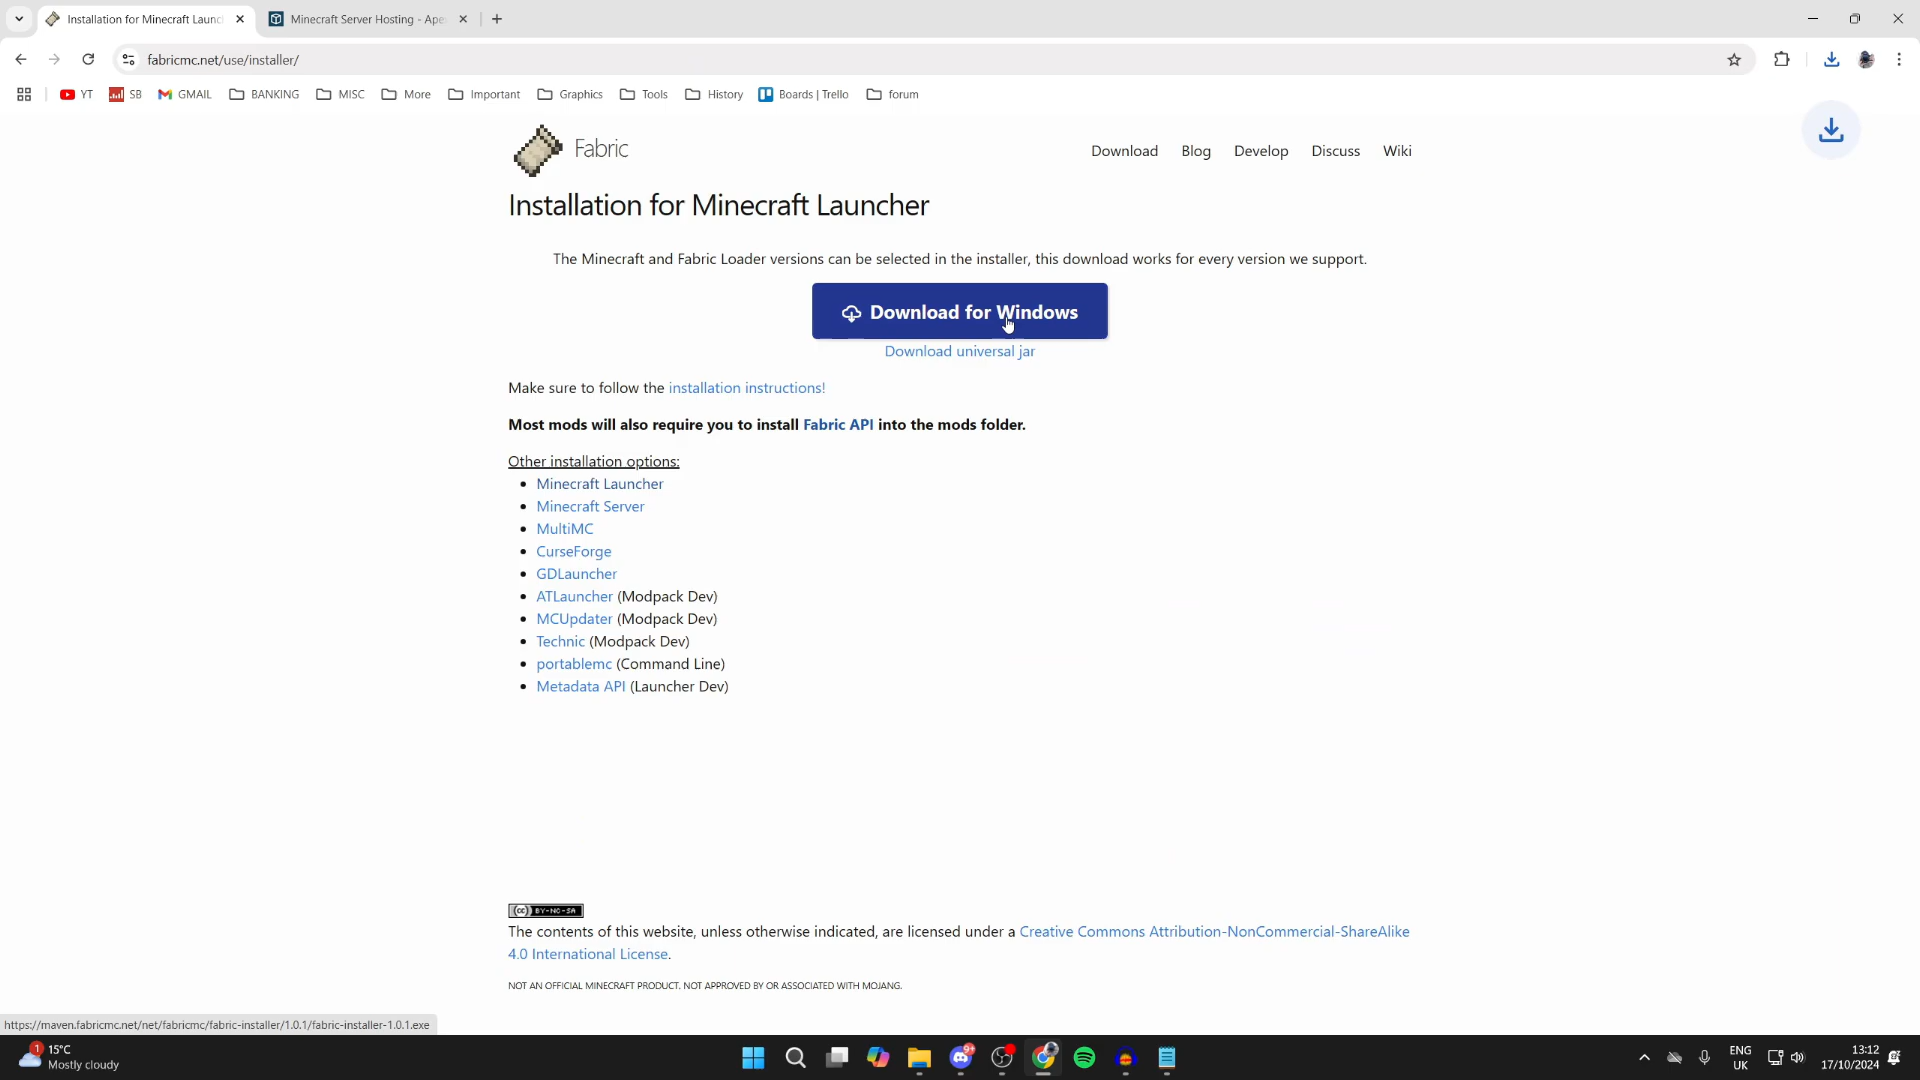 Installation for Minecraft Launc
Minecraft Server Hosting - Ape
fabricmc.net/use/installer/
YT
SB
GMAIL
BANKING
MISC
More
Important
Graphics
Tools
History
Boards | Trello
forum
Fabric
Download
Blog
Develop
Discuss
Wiki
Installation for Minecraft Launcher
The Minecraft and Fabric Loader versions can be selected in the installer, this download works for every version we support.
Download for Windows
Download universal jar
Make sure to follow the installation instructions!
Most mods will also require you to install Fabric API into the mods folder.
Other installation options:
Minecraft Launcher
Minecraft Server
MultiMC
CurseForge
GDLauncher
ATLauncher (Modpack Dev)
MCUpdater (Modpack Dev)
Technic (Modpack Dev)
portablemc (Command Line)
Metadata API (Launcher Dev)
(cc) BY-NC-SA
The contents of this website, unless otherwise indicated, are licensed under a Creative Commons Attribution-NonCommercial-ShareAlike
4.0 International License.
NOT AN OFFICIAL MINECRAFT PRODUCT. NOT APPROVED BY OR ASSOCIATED WITH MOJANG.
https://maven.fabricmc.net/net/fabricmc/fabric-installer/1.0.1/fabric-installer-1.0.1.exe
1
15°C
Mostly cloudy
9+
ENG
UK
13:12
17/10/2024